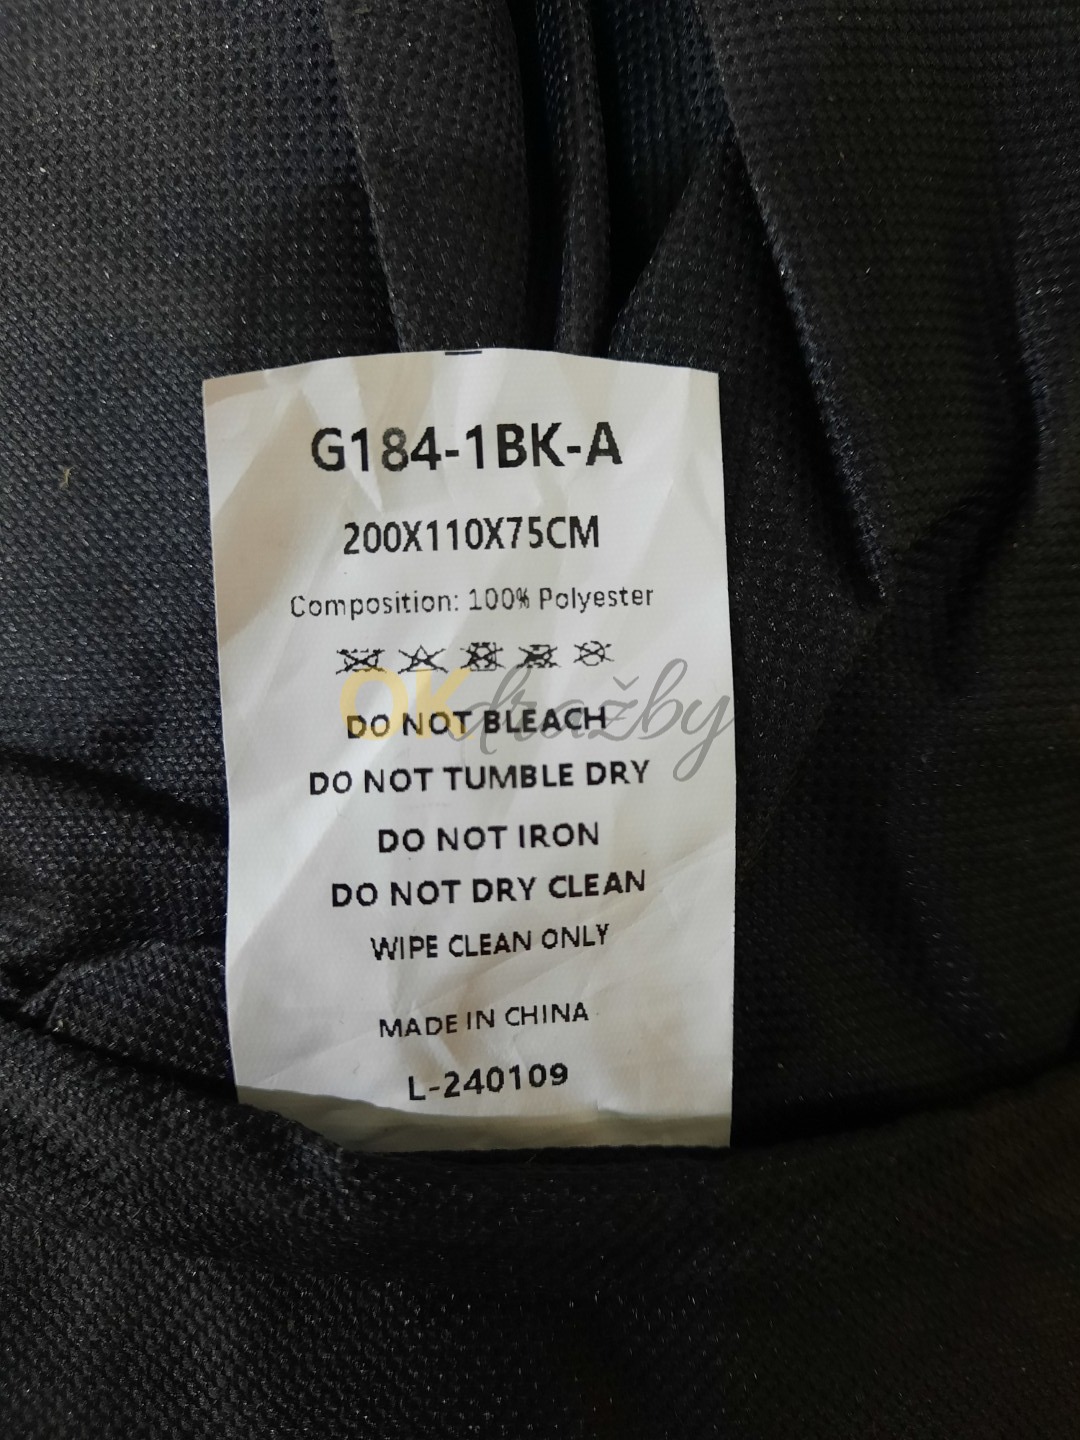 G184-1BK-A
200X110X75CM
Composition: 100% Polyester
OKdražby
DO NOT BLEACH
DO NOT TUMBLE DRY
DO NOT IRON
DO NOT DRY CLEAN
WIPE CLEAN ONLY
MADE IN CHINA
L-240109